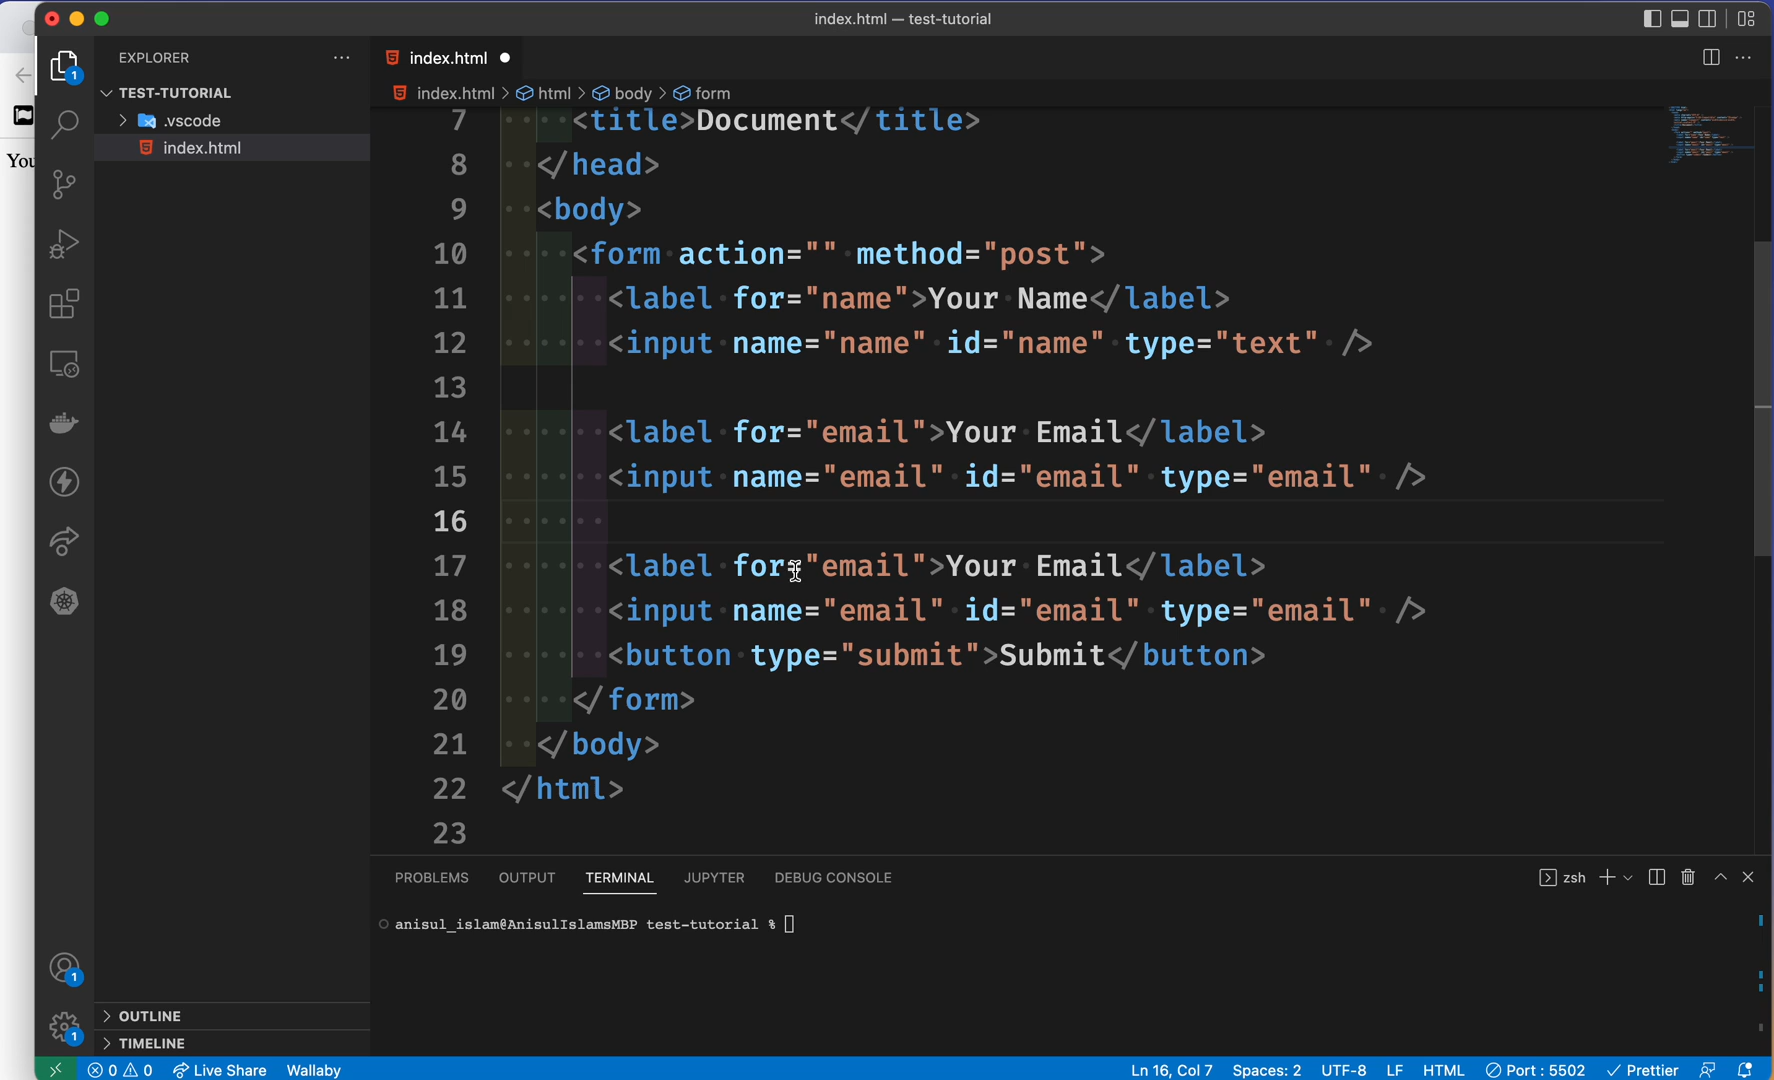 index.html — test-tutorial
You
EXPLORER
TEST-TUTORIAL
.vscode
index.html
OUTLINE
TIMELINE
1
1
1
index.html
index.html > html > body > form
7 <title>Document</title>
8 </head>
9 <body>
10 <form action="" method="post">
11 <label for="name">Your Name</label>
12 <input name="name" id="name" type="text" />
13
14 <label for="email">Your Email</label>
15 <input name="email" id="email" type="email" />
16
17 <label for="email">Your Email</label>
18 <input name="email" id="email" type="email" />
19 <button type="submit">Submit</button>
20 </form>
21 </body>
22 </html>
23
PROBLEMS OUTPUT TERMINAL JUPYTER DEBUG CONSOLE zsh
anisul_islam@AnisulIslamsMBP test-tutorial %
0 0 Live Share Wallaby Ln 16, Col 7 Spaces: 2 UTF-8 LF HTML Port : 5502 Prettier